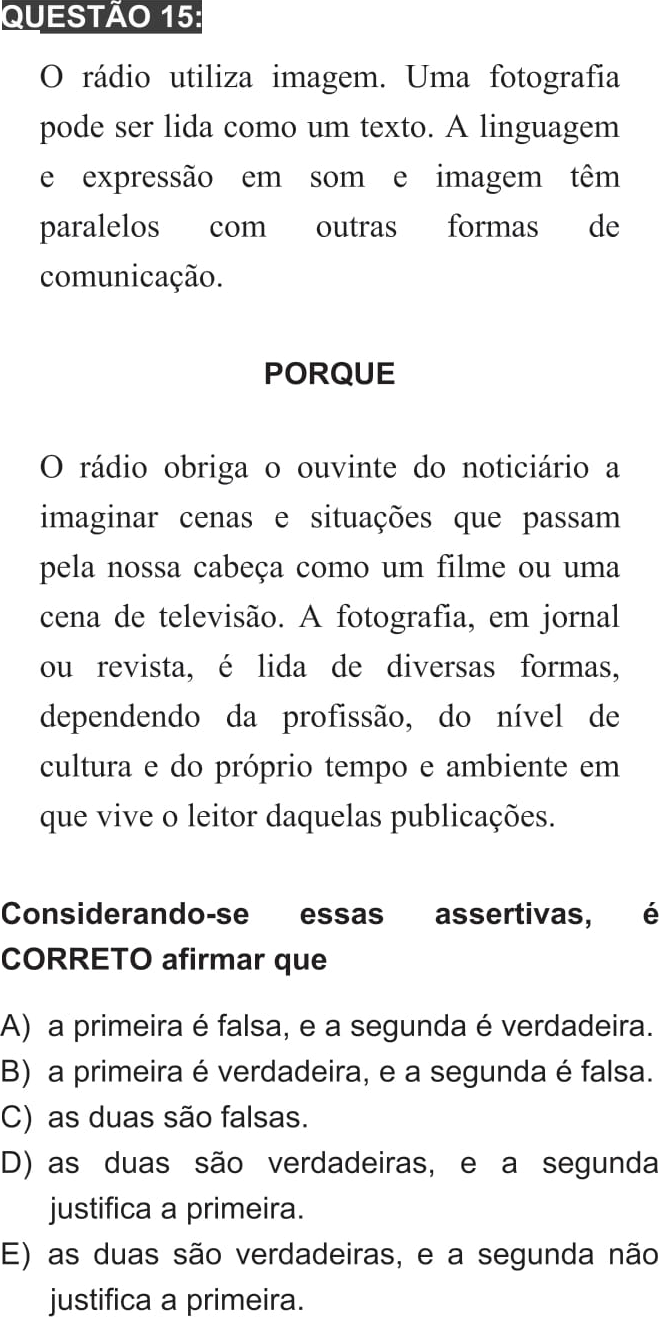 QUESTÃO 15:
O rádio utiliza imagem. Uma fotografia
pode ser lida como um texto. A linguagem
e expressão em som e imagem têm
paralelos com outras formas de
comunicação.
PORQUE
O rádio obriga o ouvinte do noticiário a
imaginar cenas e situações que passam
pela nossa cabeça como um filme ou uma
cena de televisão. A fotografia, em jornal
ou revista, é lida de diversas formas,
dependendo da profissão, do nível de
cultura e do próprio tempo e ambiente em
que vive o leitor daquelas publicações.
Considerando-se essas assertivas, é
CORRETO afirmar que
A) a primeira é falsa, e a segunda é verdadeira.
B) a primeira é verdadeira, e a segunda é falsa.
C) as duas são falsas.
D) as duas são verdadeiras, e a segunda
justifica a primeira.
E) as duas são verdadeiras, e a segunda não
justifica a primeira.